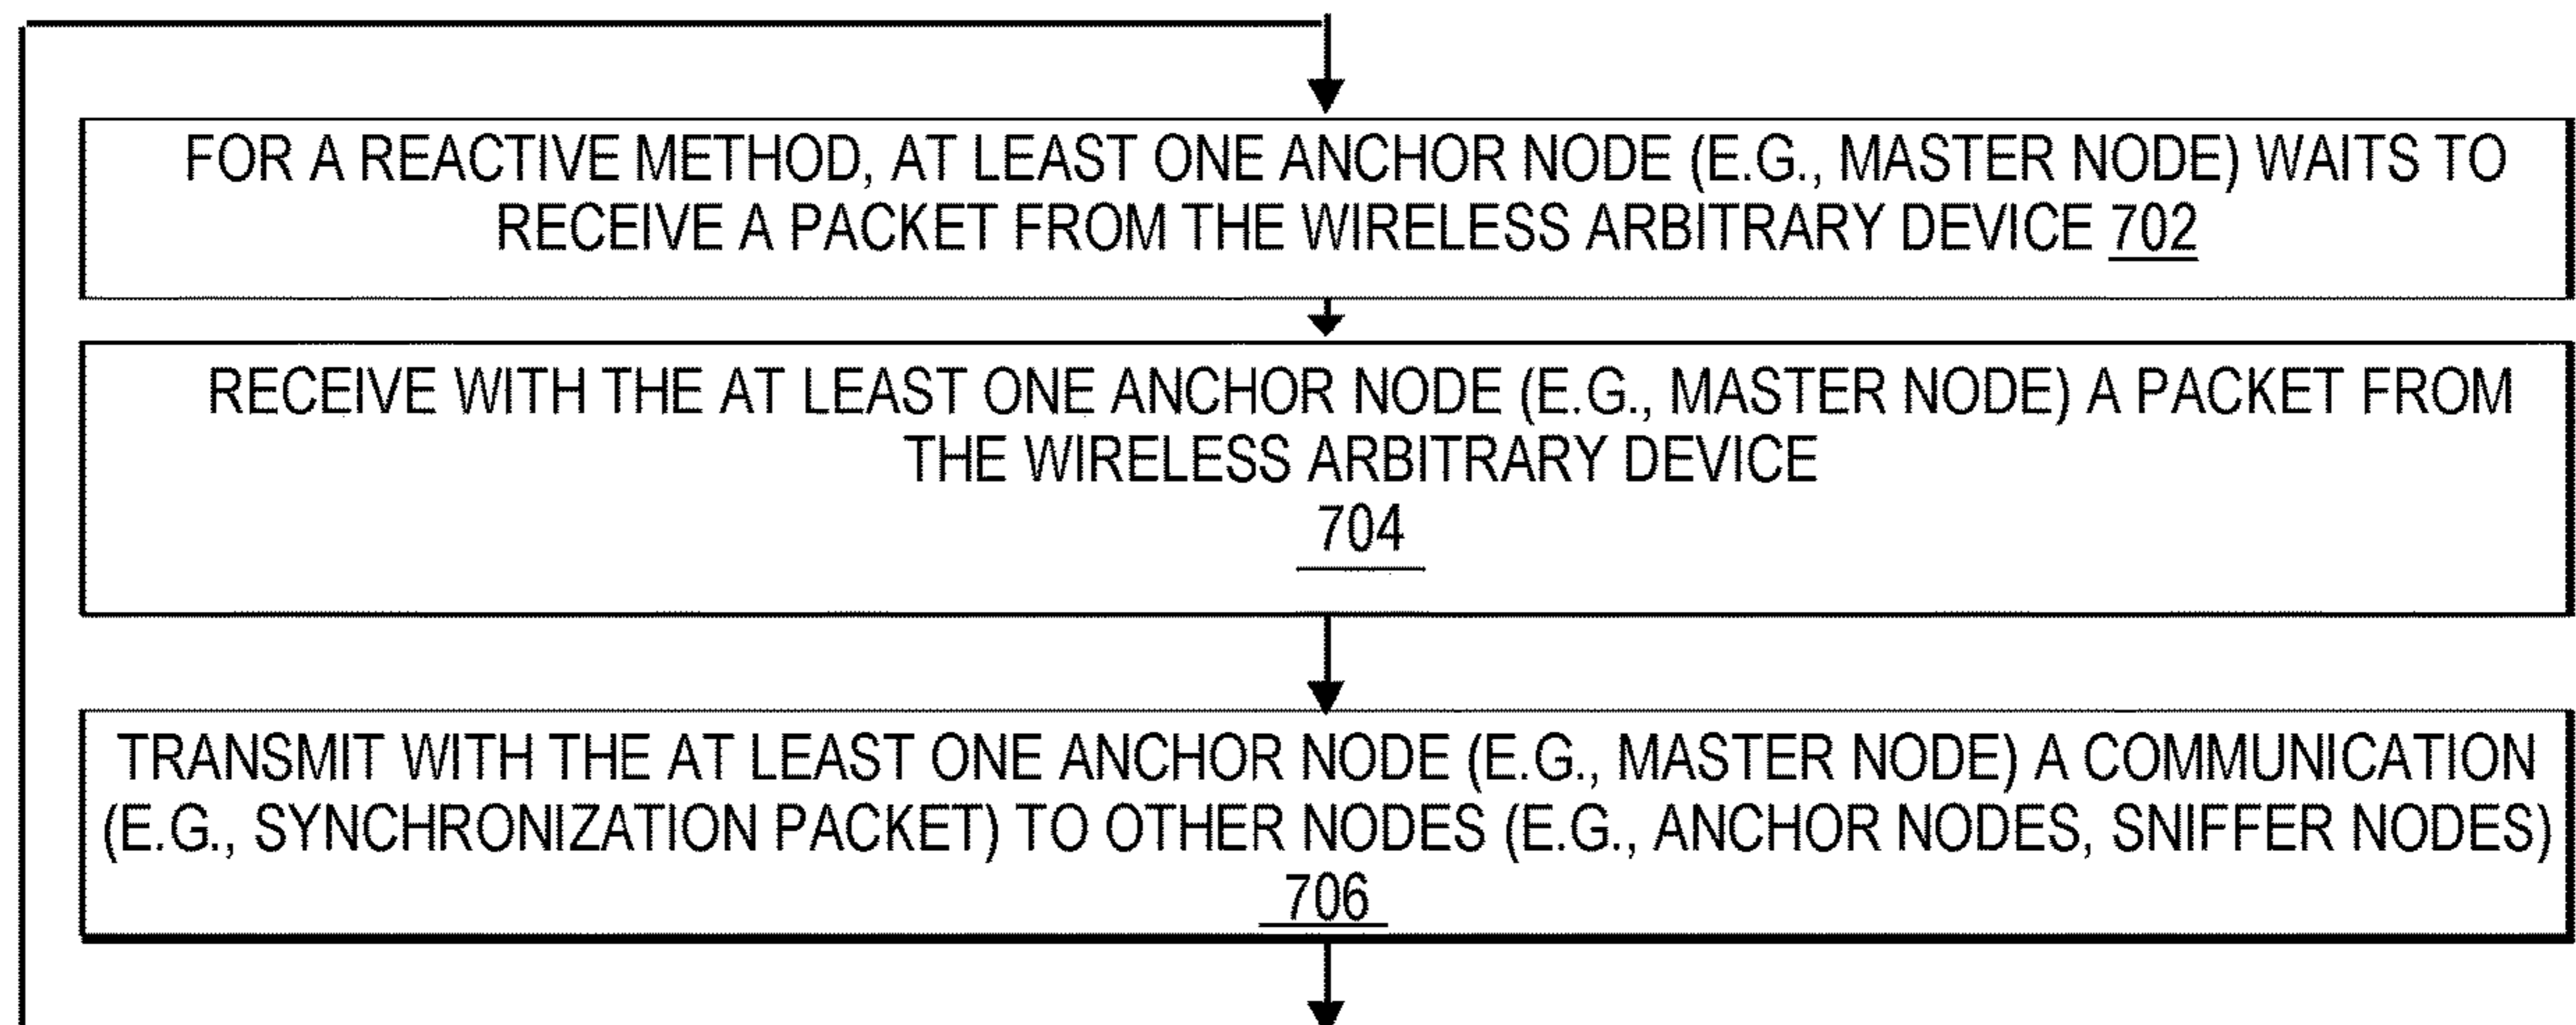 FOR A REACTIVE METHOD, AT LEAST ONE ANCHOR NODE (E.G., MASTER NODE) WAITS TO
RECEIVE A PACKET FROM THE WIRELESS ARBITRARY DEVICE 702
RECEIVE WITH THE AT LEAST ONE ANCHOR NODE (E.G., MASTER NODE) A PACKET FROM
THE WIRELESS ARBITRARY DEVICE
704
TRANSMIT WITH THE AT LEAST ONE ANCHOR NODE (E.G., MASTER NODE) A COMMUNICATION
(E.G., SYNCHRONIZATION PACKET) TO OTHER NODES (E.G., ANCHOR NODES, SNIFFER NODES)
706